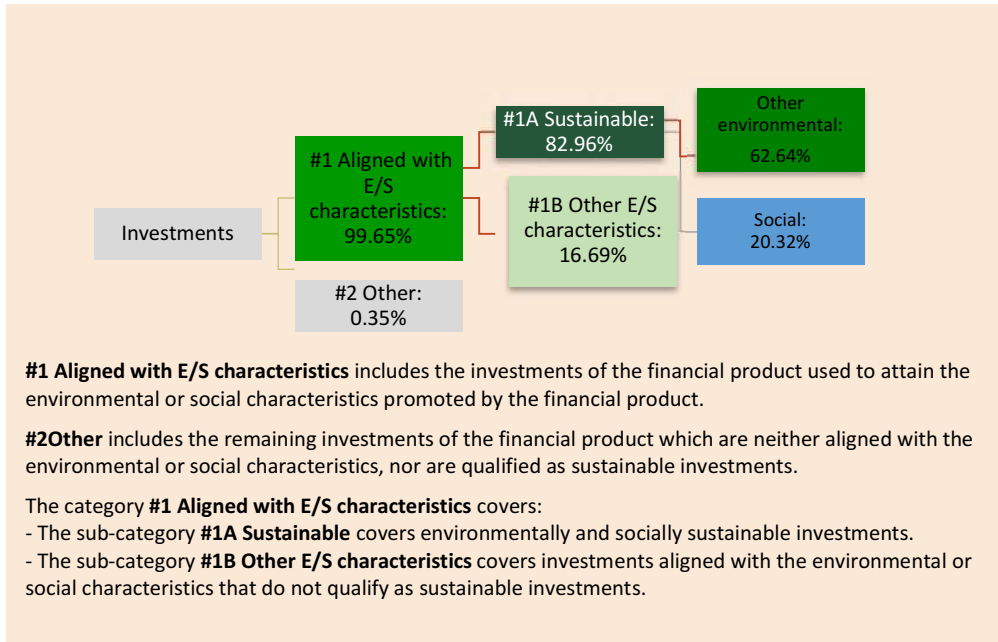 Investments
#1 Aligned with
E/S
characteristics:
99.65%
#2 Other:
0.35%
#1A Sustainable:
82.96%
#1B Other E/S
characteristics:
16.69%
Other
environmental:
62.64%
Social:
20.32%
#1 Aligned with E/S characteristics includes the investments of the financial product used to attain the
environmental or social characteristics promoted by the financial product.
#2Other includes the remaining investments of the financial product which are neither aligned with the
environmental or social characteristics, nor are qualified as sustainable investments.
The category #1 Aligned with E/S characteristics covers:
- The sub-category #1A Sustainable covers environmentally and socially sustainable investments.
- The sub-category #1B Other E/S characteristics covers investments aligned with the environmental or
social characteristics that do not qualify as sustainable investments.